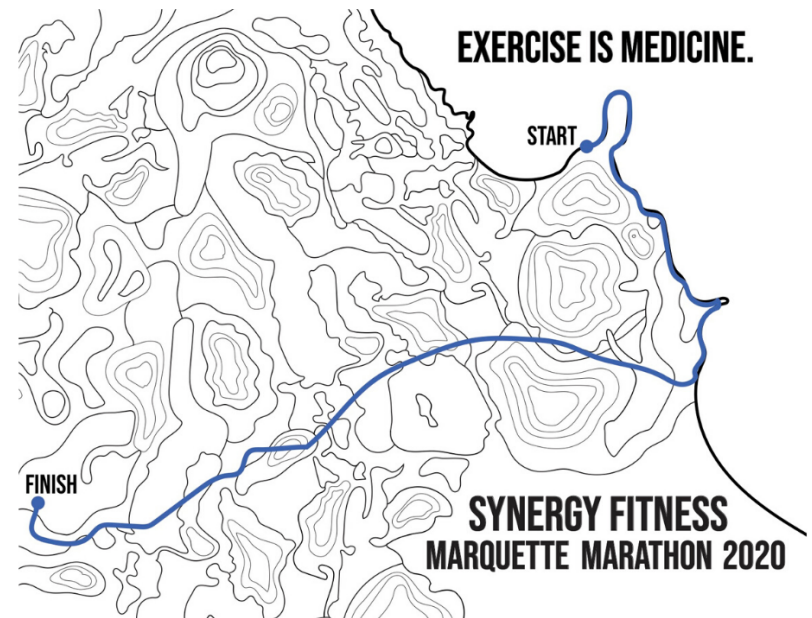 EXERCISE IS MEDICINE.
START
FINISH
SYNERGY FITNESS
MARQUETTE MARATHON 2020